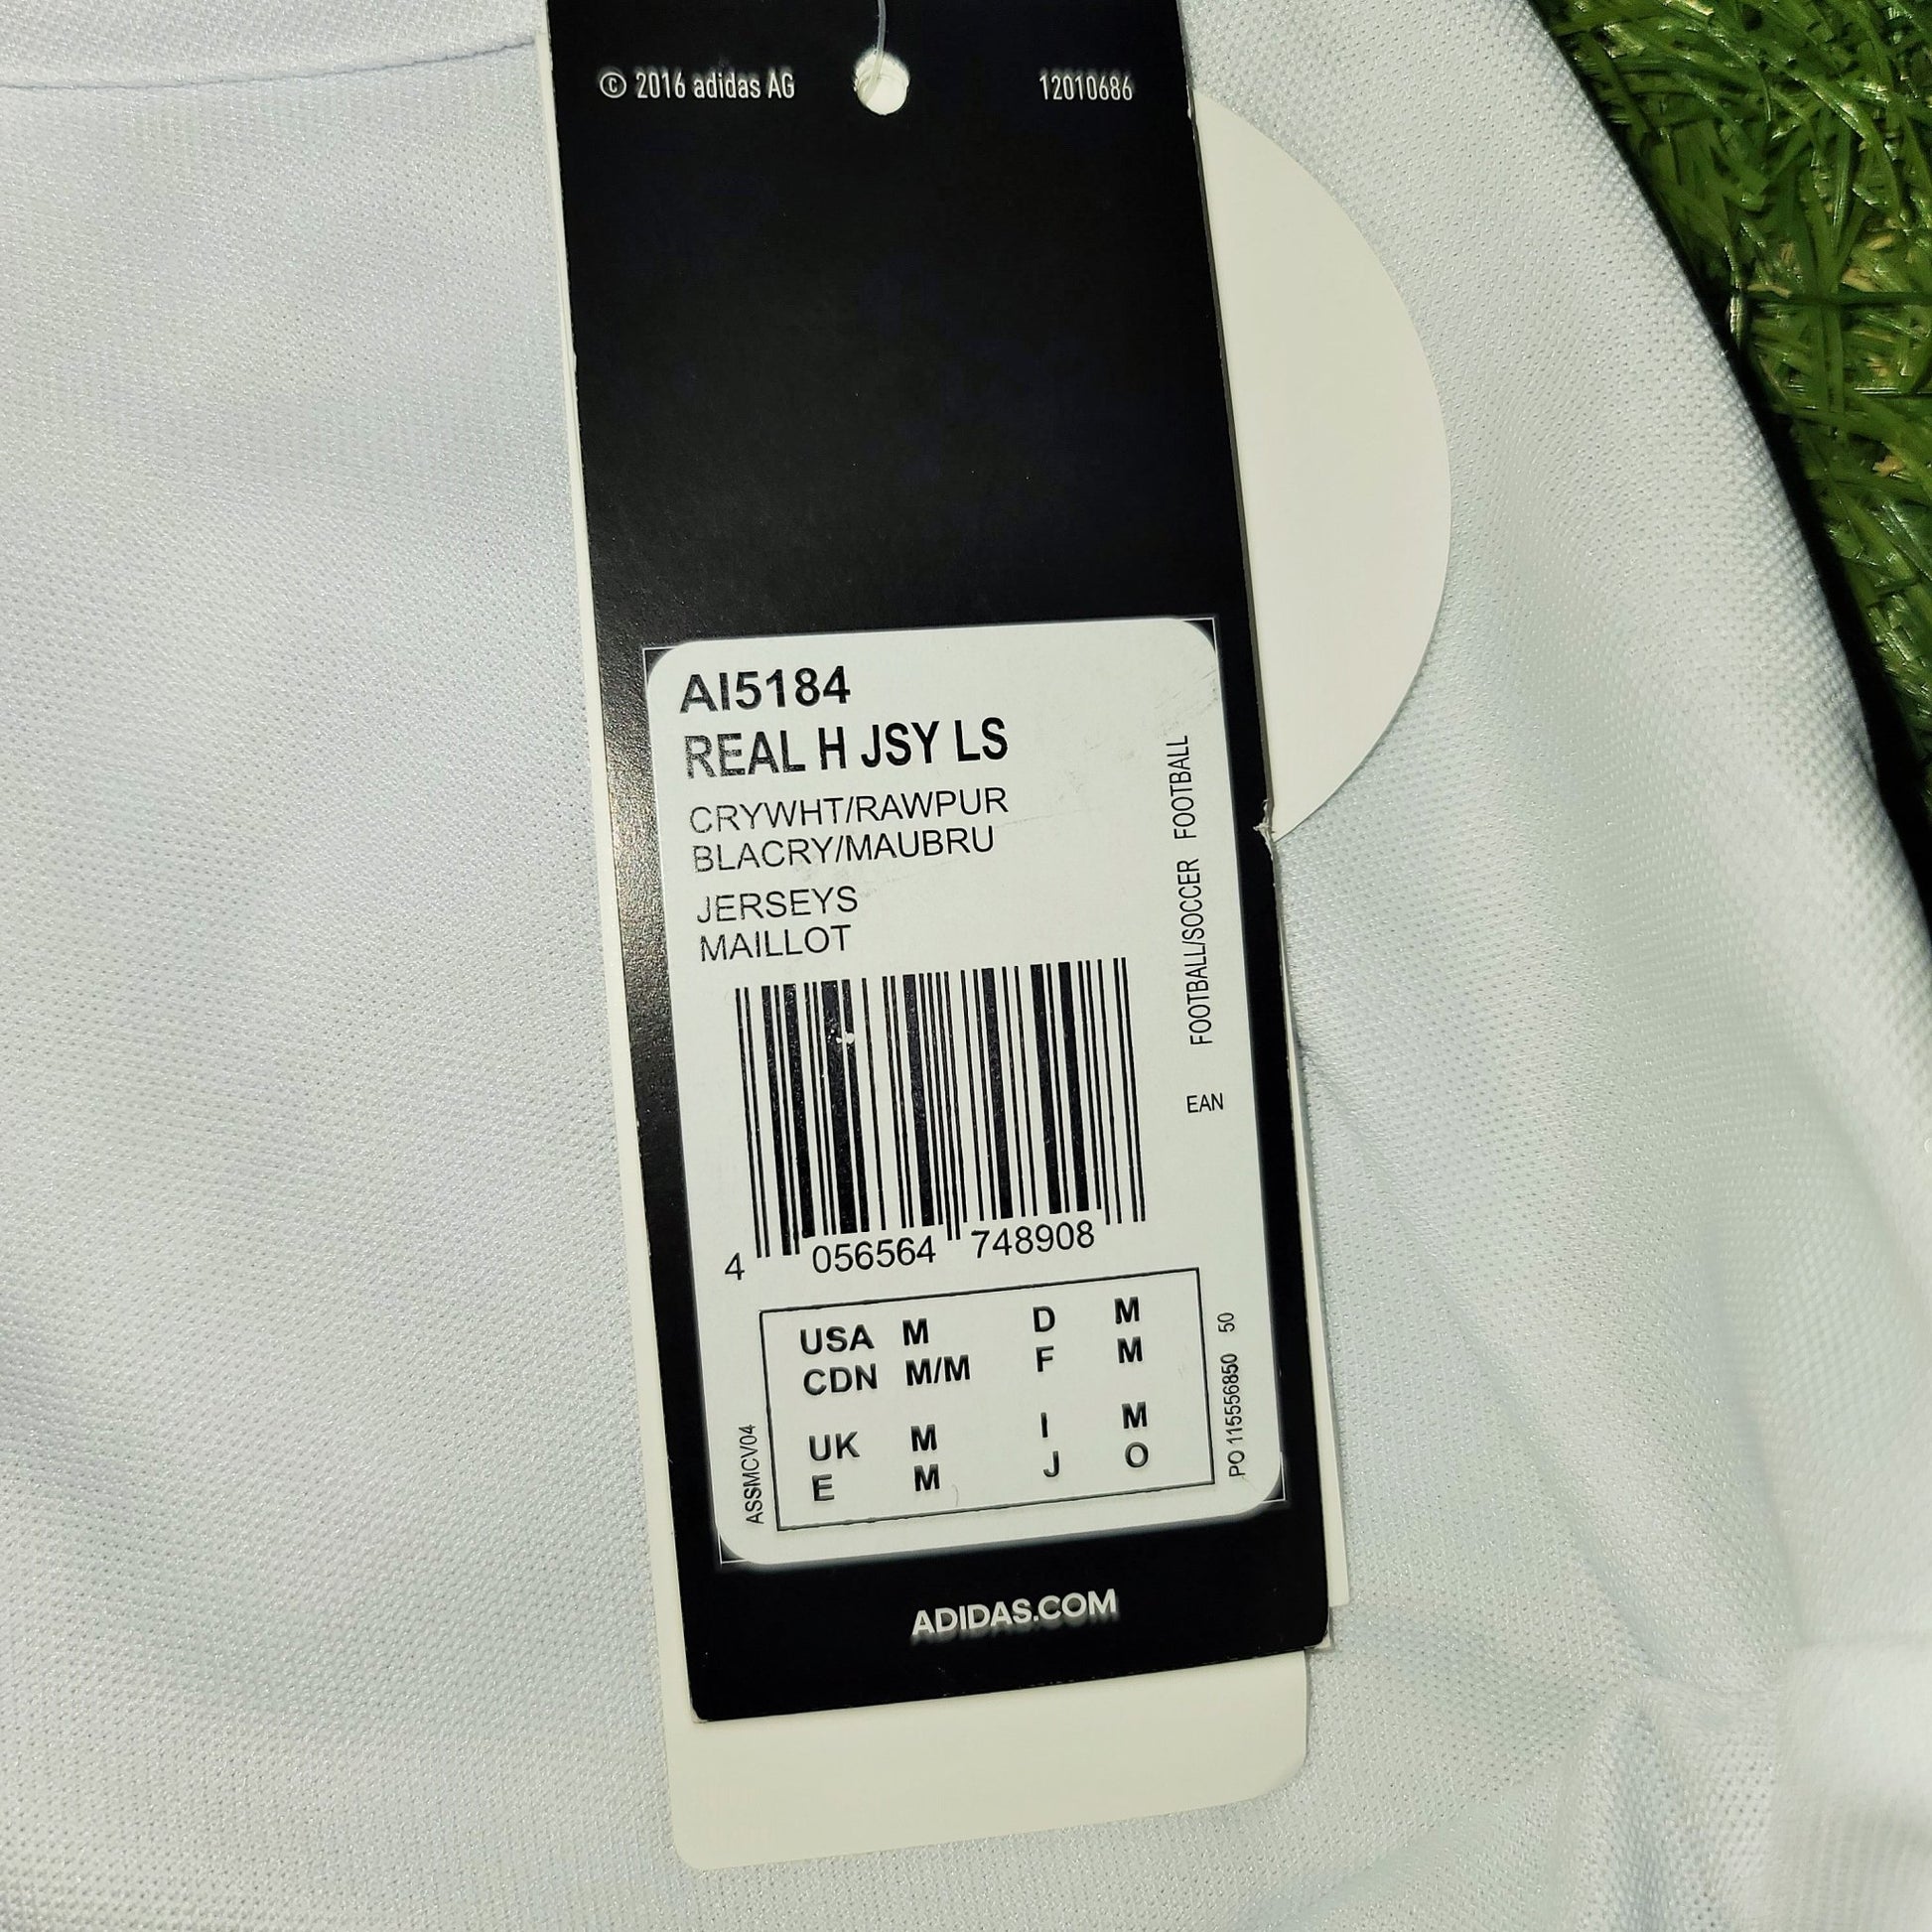 © 2016 adidas AG 12010686
AI5184
REAL H JSY LS
CRYWHT/RAWPUR
BLACRY/MAUBRU
JERSEYS
MAILLOT
FOOTBALL/SOCCER FOOTBALL
EAN
4 056564 748908
USA M D M
CDN M/M F M
UK M I M
E M J O
ASSMCV04
PO 115556850 50
ADIDAS.COM